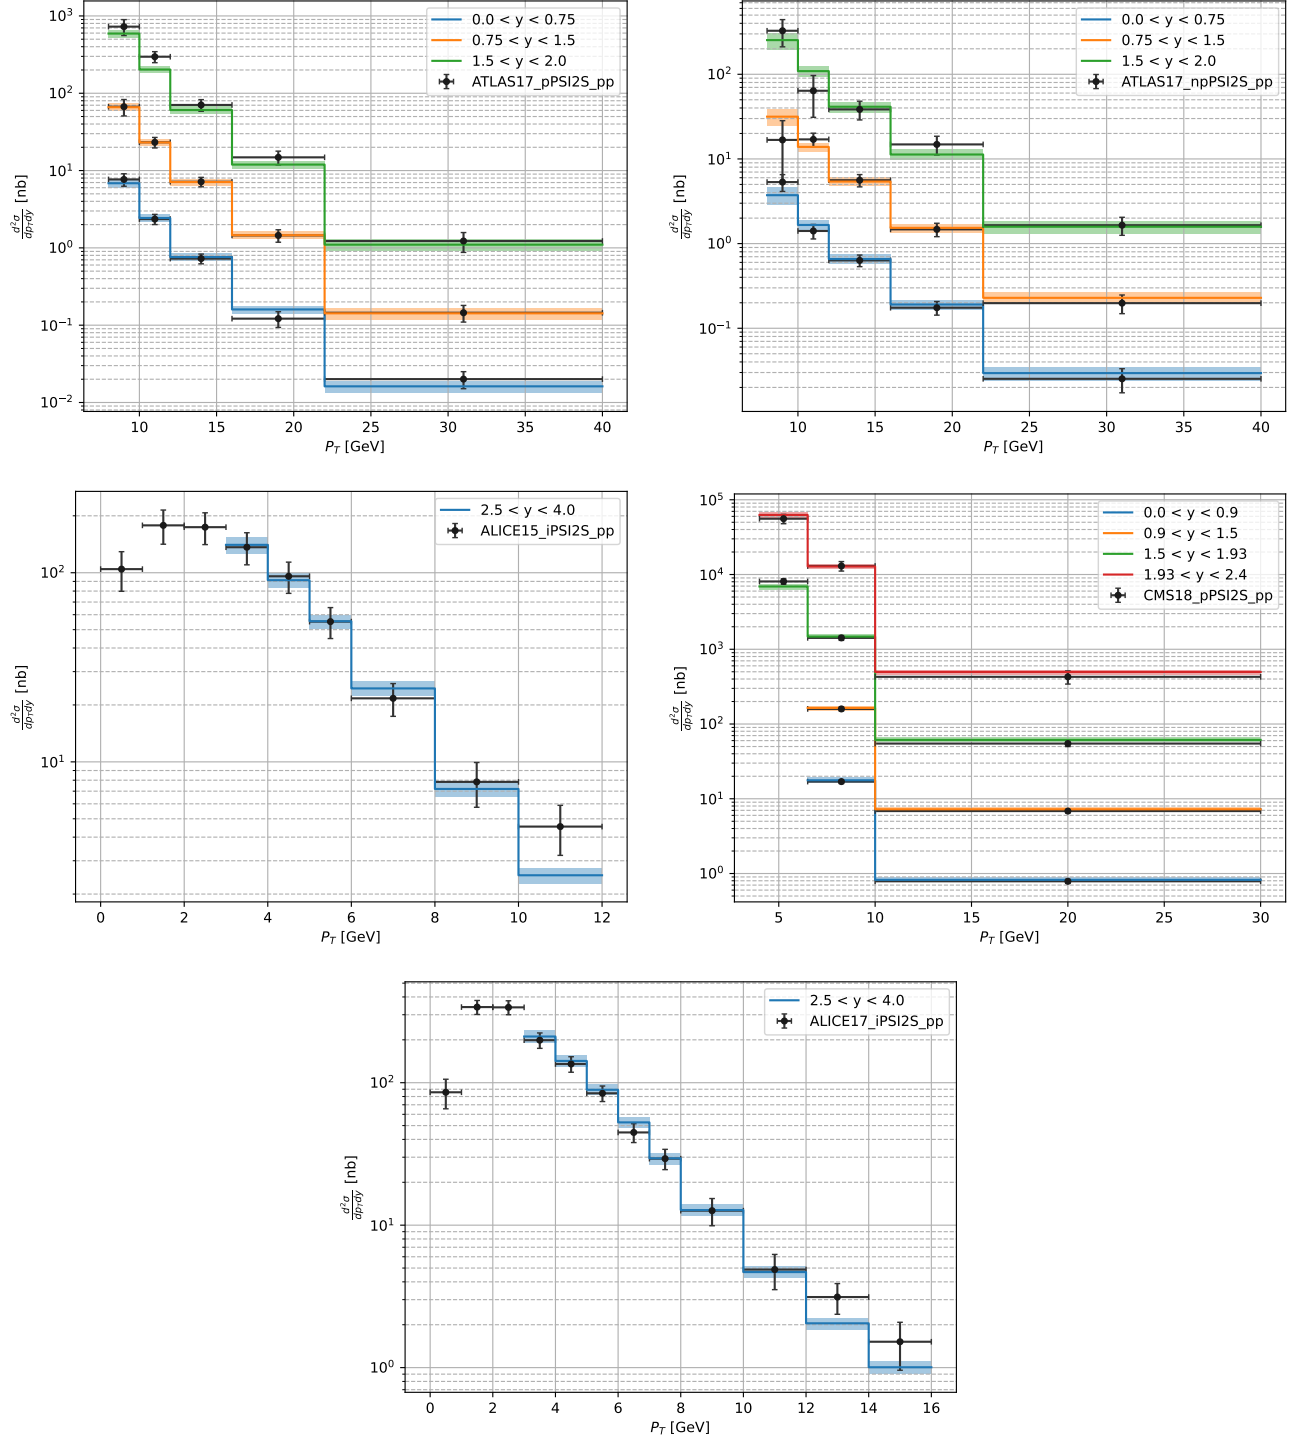 10³
10²
10¹
10⁰
10⁻¹
10⁻²
d²σ/dp_T dy [nb]
0.0 < y < 0.75
0.75 < y < 1.5
1.5 < y < 2.0
ATLAS17_pPSI2S_pp
10 15 20 25 30 35 40
P_T [GeV]
10²
10¹
10⁰
10⁻¹
d²σ/dp_T dy [nb]
0.0 < y < 0.75
0.75 < y < 1.5
1.5 < y < 2.0
ATLAS17_npPSI2S_pp
10 15 20 25 30 35 40
P_T [GeV]
10²
10¹
d²σ/dp_T dy [nb]
2.5 < y < 4.0
ALICE15_iPSI2S_pp
0 2 4 6 8 10 12
P_T [GeV]
10⁵
10⁴
10³
10²
10¹
10⁰
d²σ/dp_T dy [nb]
0.0 < y < 0.9
0.9 < y < 1.5
1.5 < y < 1.93
1.93 < y < 2.4
CMS18_pPSI2S_pp
5 10 15 20 25 30
P_T [GeV]
10²
10¹
10⁰
d²σ/dp_T dy [nb]
2.5 < y < 4.0
ALICE17_iPSI2S_pp
0 2 4 6 8 10 12 14 16
P_T [GeV]